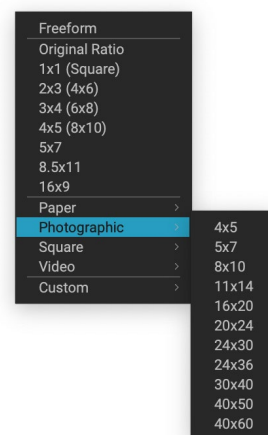 Freeform
Original Ratio
1x1 (Square)
2x3 (4x6)
3x4 (6x8)
4x5 (8x10)
5x7
8.5x11
16x9
Paper
Photographic
Square
Video
Custom
4x5
5x7
8x10
11x14
16x20
20x24
24x30
24x36
30x40
40x50
40x60